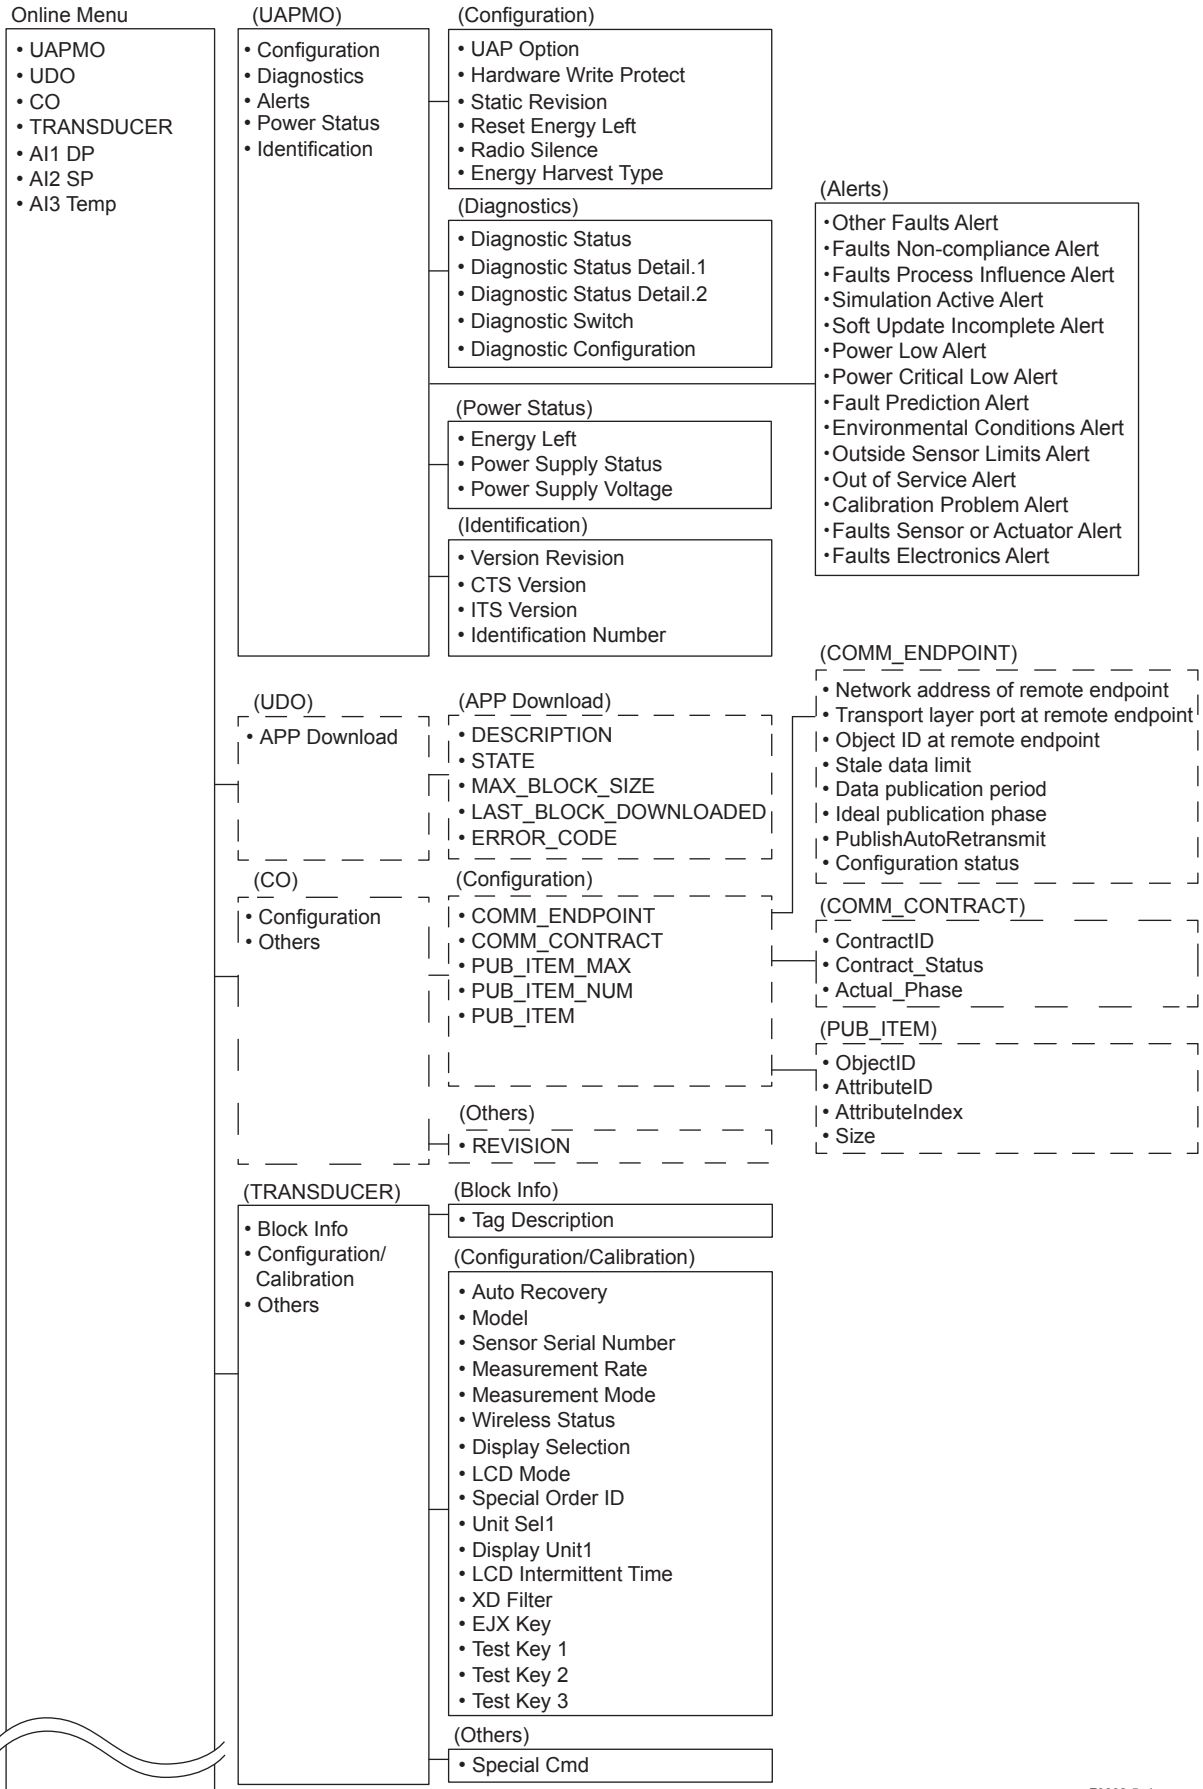 Online Menu
• UAPMO
• UDO
• CO
• TRANSDUCER
• AI1 DP
• AI2 SP
• AI3 Temp
(UAPMO)
• Configuration
• Diagnostics
• Alerts
• Power Status
• Identification
(Configuration)
• UAP Option
• Hardware Write Protect
• Static Revision
• Reset Energy Left
• Radio Silence
• Energy Harvest Type
(Diagnostics)
• Diagnostic Status
• Diagnostic Status Detail.1
• Diagnostic Status Detail.2
• Diagnostic Switch
• Diagnostic Configuration
(Alerts)
•Other Faults Alert
•Faults Non-compliance Alert
•Faults Process Influence Alert
•Simulation Active Alert
•Soft Update Incomplete Alert
•Power Low Alert
•Power Critical Low Alert
•Fault Prediction Alert
•Environmental Conditions Alert
•Outside Sensor Limits Alert
•Out of Service Alert
•Calibration Problem Alert
•Faults Sensor or Actuator Alert
•Faults Electronics Alert
(Power Status)
• Energy Left
• Power Supply Status
• Power Supply Voltage
(Identification)
• Version Revision
• CTS Version
• ITS Version
• Identification Number
(UDO)
• APP Download
(APP Download)
• DESCRIPTION
• STATE
• MAX_BLOCK_SIZE
• LAST_BLOCK_DOWNLOADED
• ERROR_CODE
(CO)
• Configuration
• Others
(Configuration)
• COMM_ENDPOINT
• COMM_CONTRACT
• PUB_ITEM_MAX
• PUB_ITEM_NUM
• PUB_ITEM
(COMM_ENDPOINT)
• Network address of remote endpoint
• Transport layer port at remote endpoint
• Object ID at remote endpoint
• Stale data limit
• Data publication period
• Ideal publication phase
• PublishAutoRetransmit
• Configuration status
(COMM_CONTRACT)
• ContractID
• Contract_Status
• Actual_Phase
(PUB_ITEM)
• ObjectID
• AttributeID
• AttributeIndex
• Size
(Others)
• REVISION
(TRANSDUCER)
• Block Info
• Configuration/
Calibration
• Others
(Block Info)
• Tag Description
(Configuration/Calibration)
• Auto Recovery
• Model
• Sensor Serial Number
• Measurement Rate
• Measurement Mode
• Wireless Status
• Display Selection
• LCD Mode
• Special Order ID
• Unit Sel1
• Display Unit1
• LCD Intermittent Time
• XD Filter
• EJX Key
• Test Key 1
• Test Key 2
• Test Key 3
(Others)
• Special Cmd